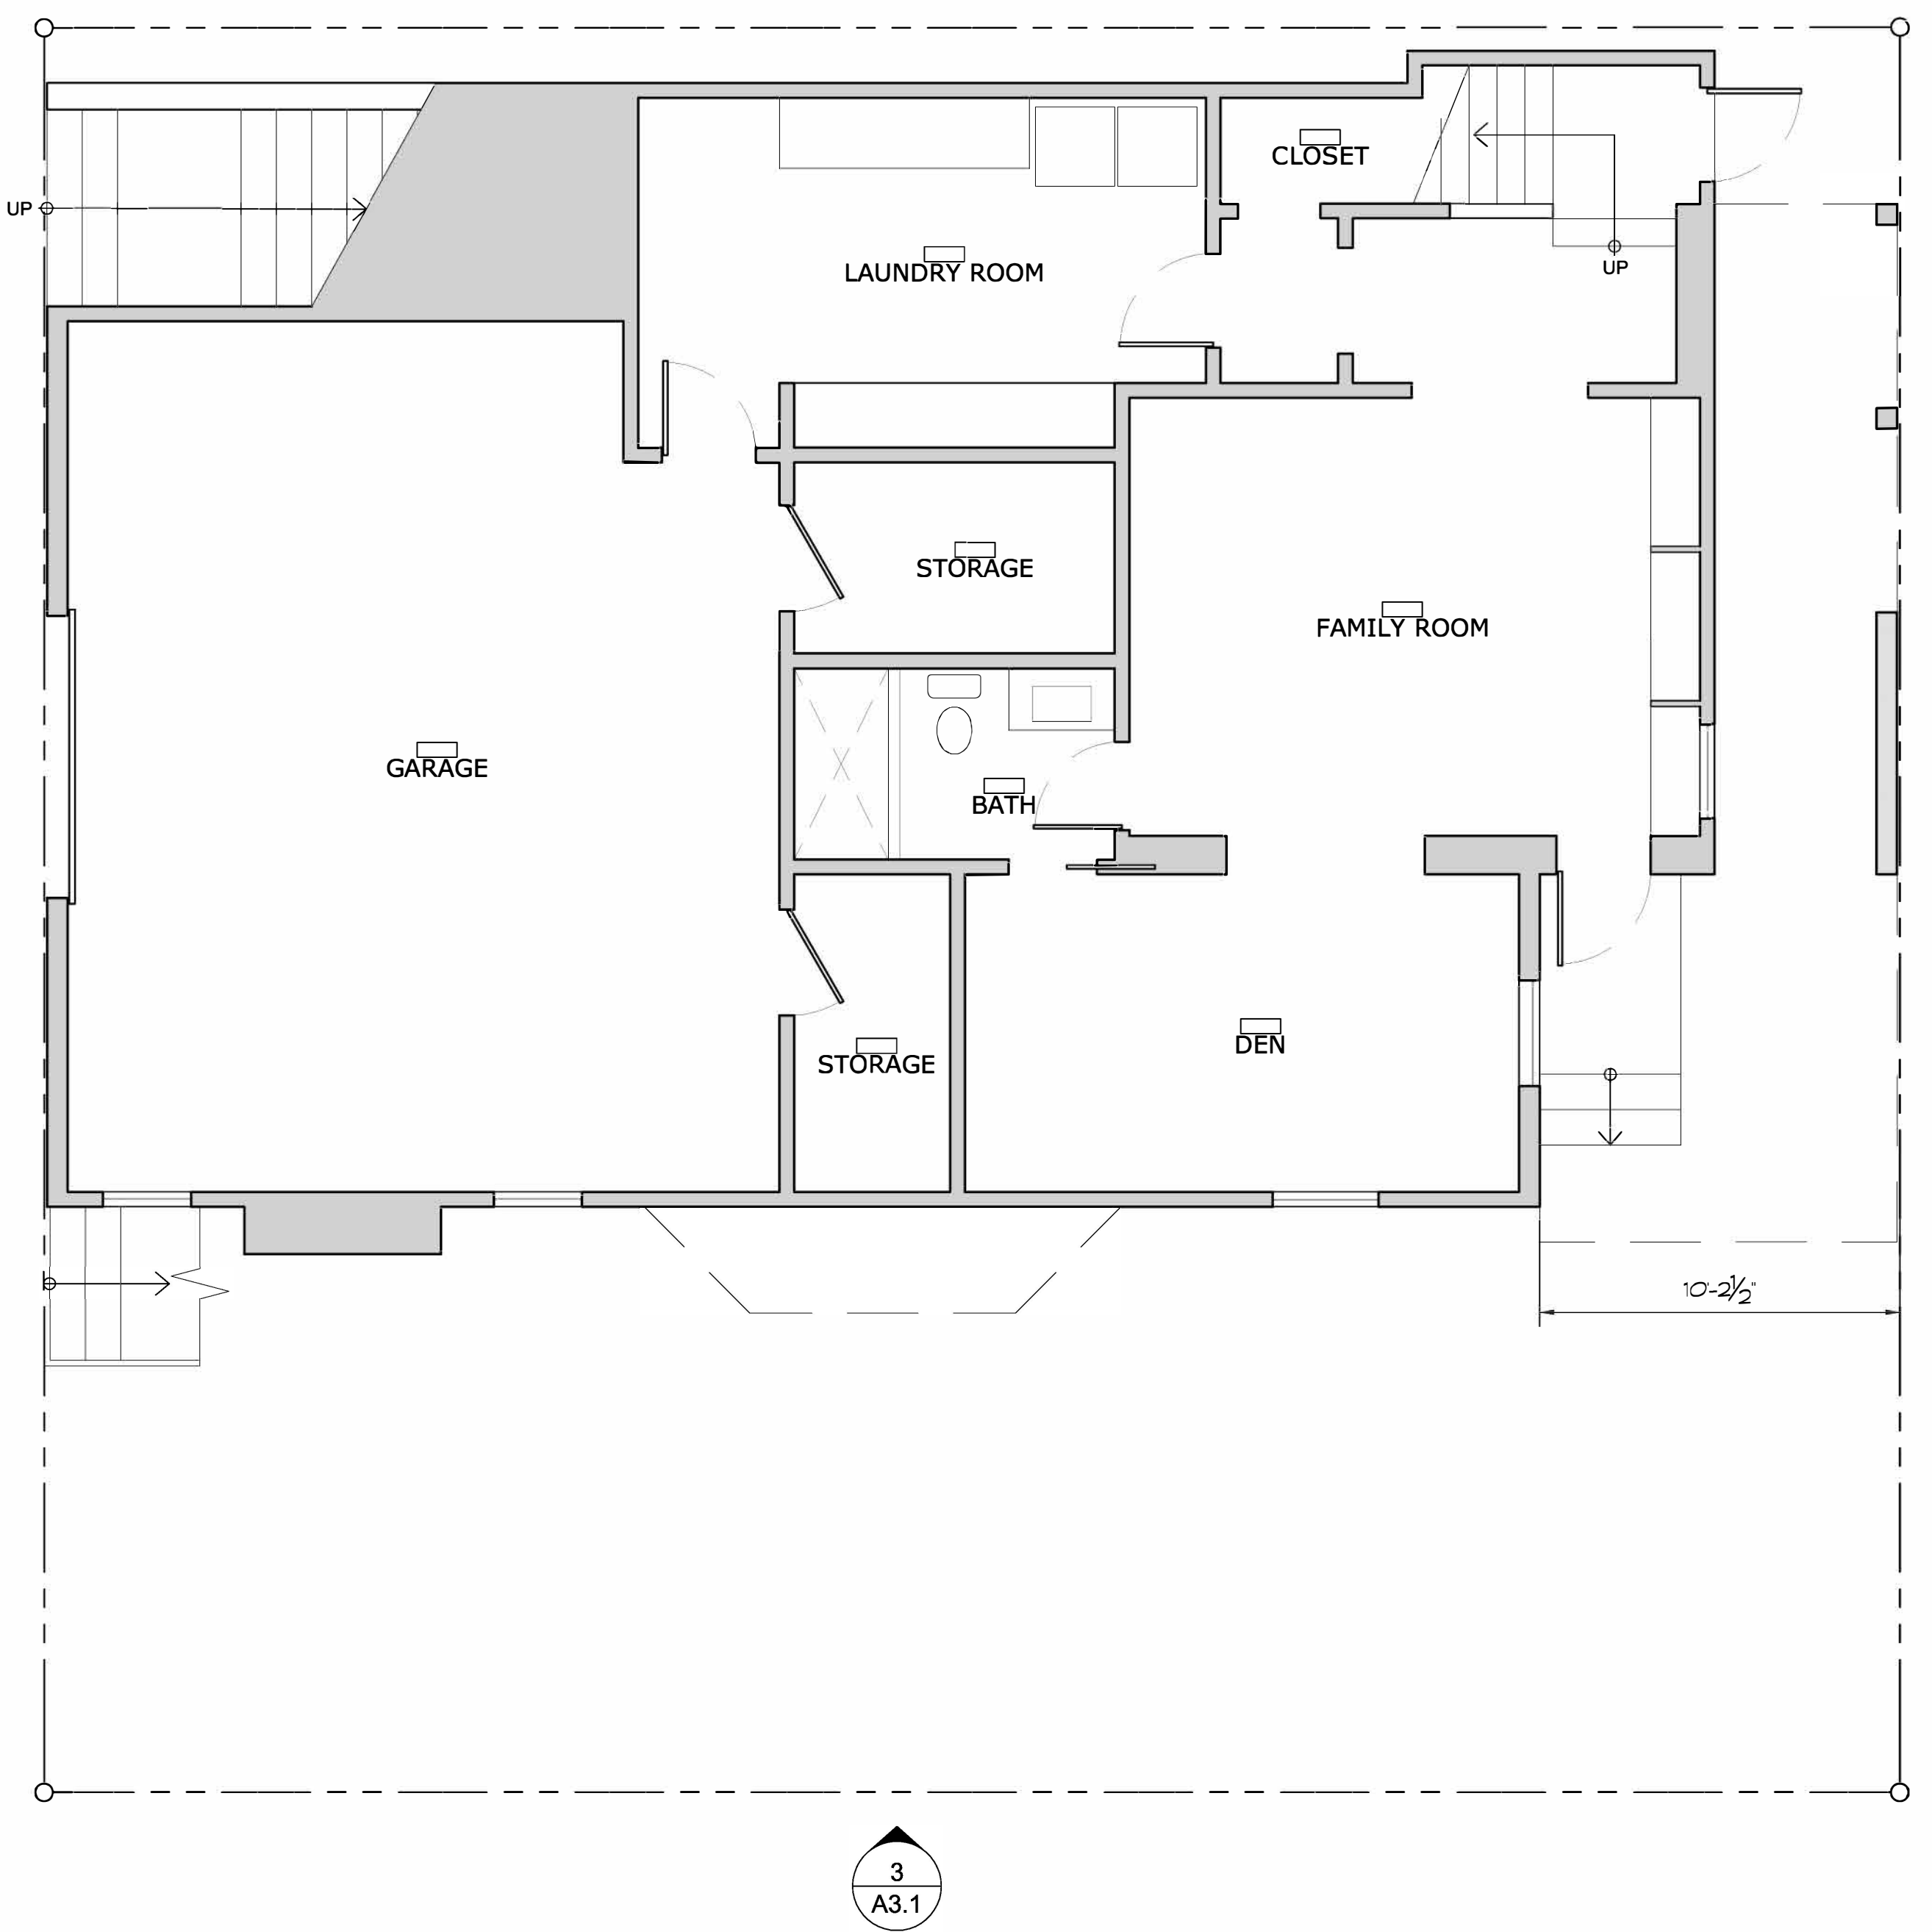 CLOSET
UP
LAUNDRY ROOM
UP
STORAGE
FAMILY ROOM
GARAGE
BATH
DEN
STORAGE
10'-2½"
3
A3.1